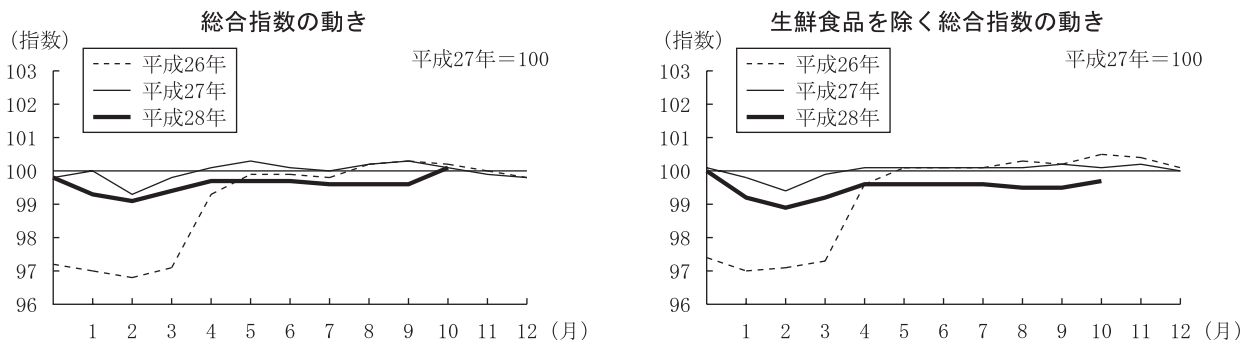 総合指数の動き
(指数)
平成27年＝100
平成26年
平成27年
平成28年
103
102
101
100
99
98
97
96
1 2 3 4 5 6 7 8 9 10 11 12 (月)
生鮮食品を除く総合指数の動き
(指数)
平成27年＝100
平成26年
平成27年
平成28年
103
102
101
100
99
98
97
96
1 2 3 4 5 6 7 8 9 10 11 12 (月)